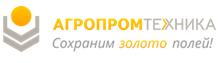 АГРОПРОМТЕХНИКА
Сохраним золото полей!